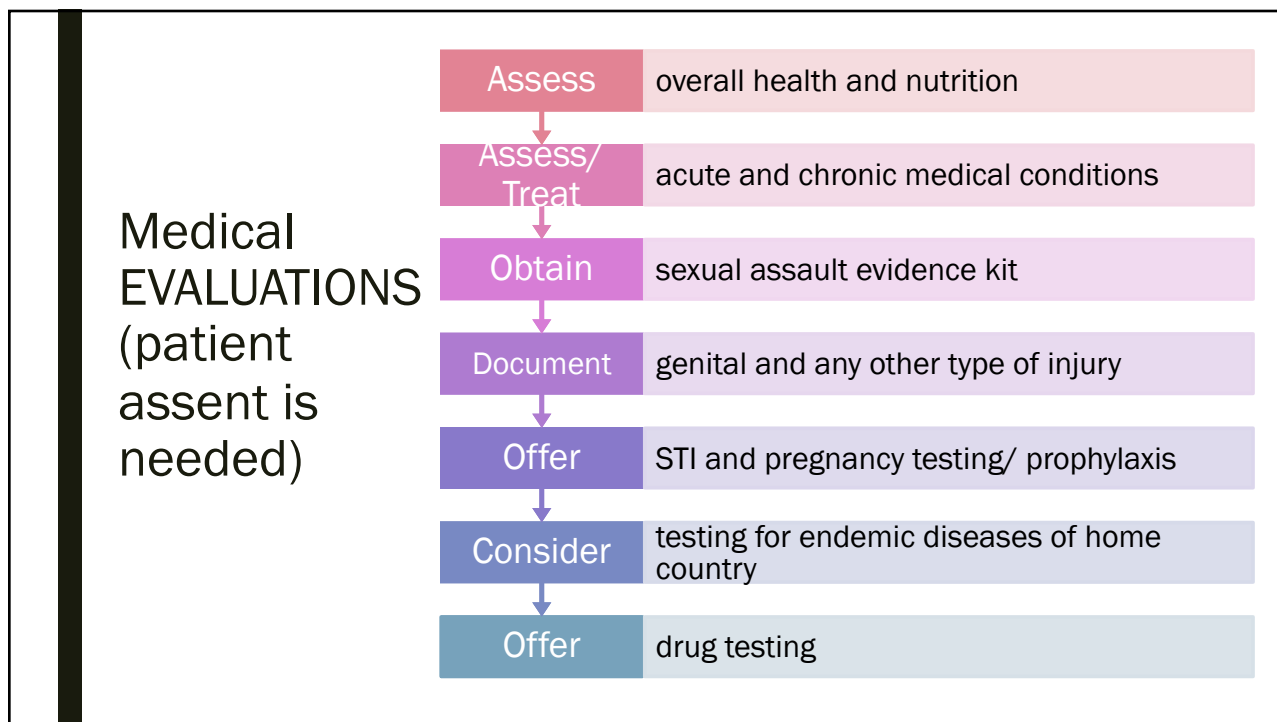 Medical
EVALUATIONS
(patient
assent is
needed)
Assess
overall health and nutrition
Assess/
Treat
acute and chronic medical conditions
Obtain
sexual assault evidence kit
Document
genital and any other type of injury
Offer
STI and pregnancy testing/ prophylaxis
Consider
testing for endemic diseases of home
country
Offer
drug testing